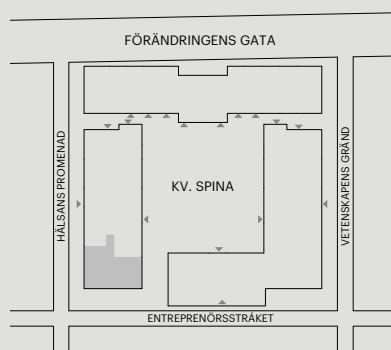 FÖRÄNDRINGENS GATA
HÄLSANS PROMENAD
KV. SPINA
VETENSKAPENS GRÄND
ENTREPRENÖRSSTRÅKET